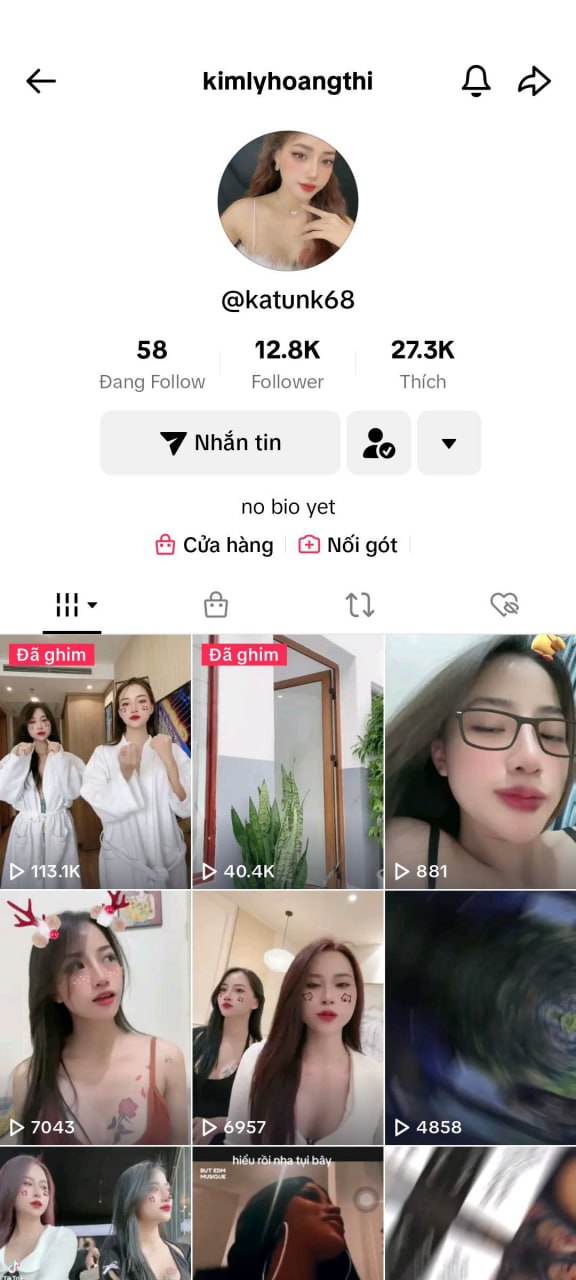 kimlyhoangthi
@katunk68
58 12.8K 27.3K
Đang Follow Follower Thích
Nhắn tin
no bio yet
Cửa hàng Nối gót
Đã ghim Đã ghim
113.1K 40.4K 881
7043 6957 4858
hiểu rồi nha tụi bây
BUT EDM
MUSIQUE
TikTok